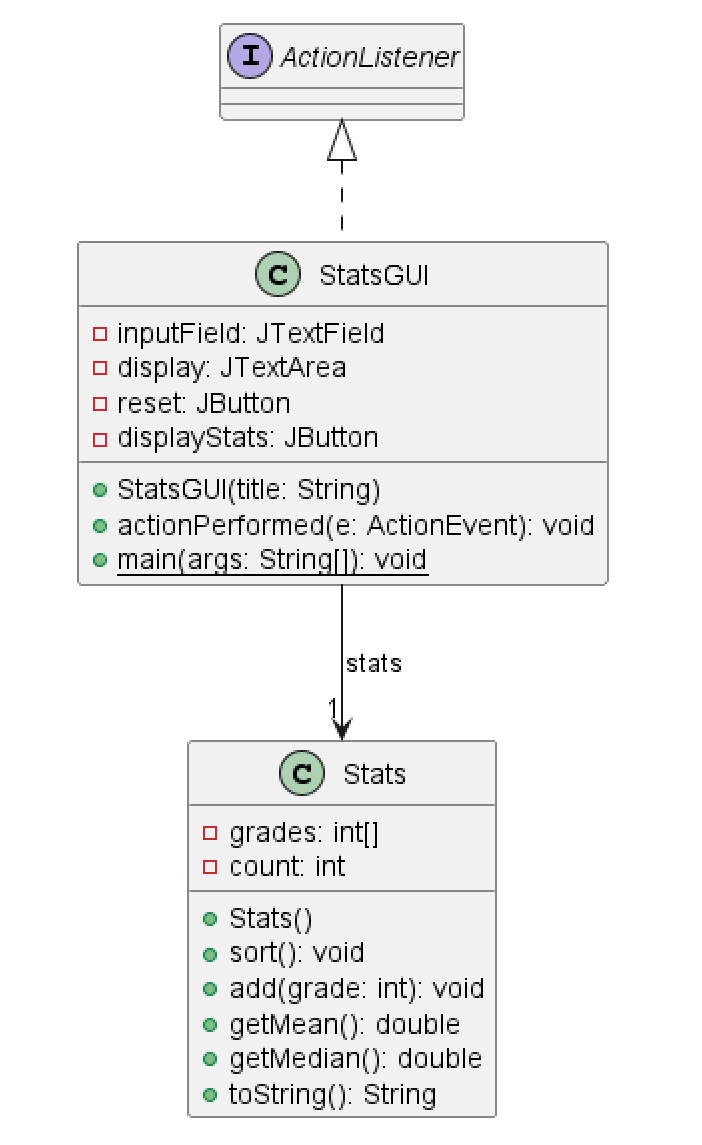 I ActionListener
C StatsGUI
inputField: JTextField
display: JTextArea
reset: JButton
displayStats: JButton
StatsGUI(title: String)
actionPerformed(e: ActionEvent): void
main(args: String[]): void
stats
1
C Stats
grades: int[]
count: int
Stats()
sort(): void
add(grade: int): void
getMean(): double
getMedian(): double
toString(): String